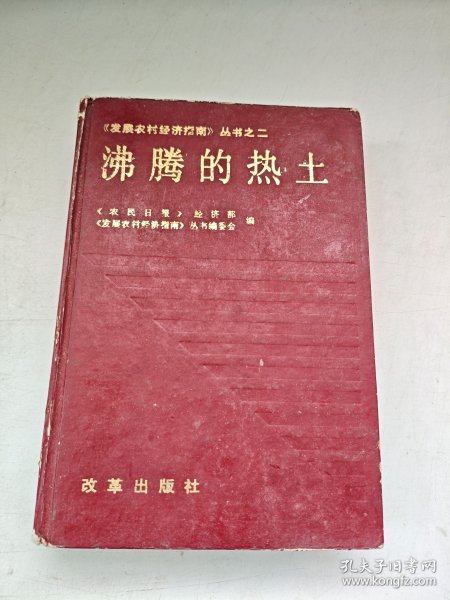 《发展农村经济指南》丛书之二
沸腾的热土
《农民日报》经济部
《发展农村经济指南》丛书编委会
编
改革出版社
孔夫子旧书网
www.kongfz.com